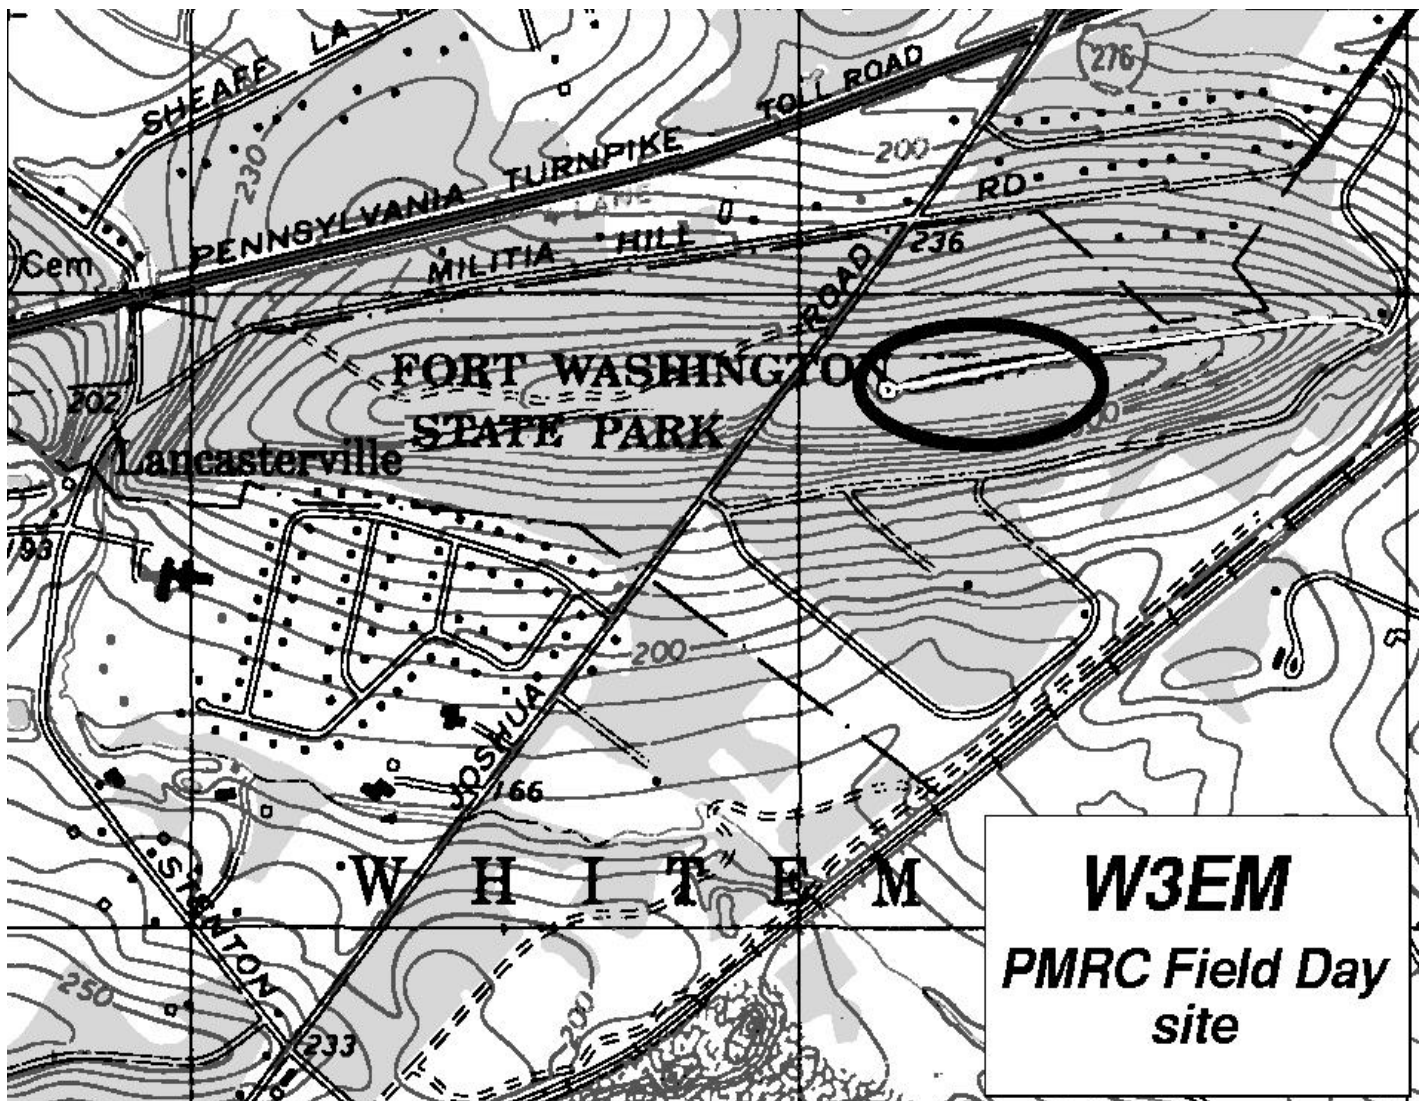 SHEAFF LA
276
TOLL ROAD
PENNSYLVANIA TURNPIKE
200
230
LANE
RD
MILITIA HILL
236
Cem
ROAD
FORT WASHINGTON
202
STATE PARK
Lancasterville
200
JOSHUA
166
W H I T E M
STENTON
250
200
233
W3EM
PMRC Field Day
site